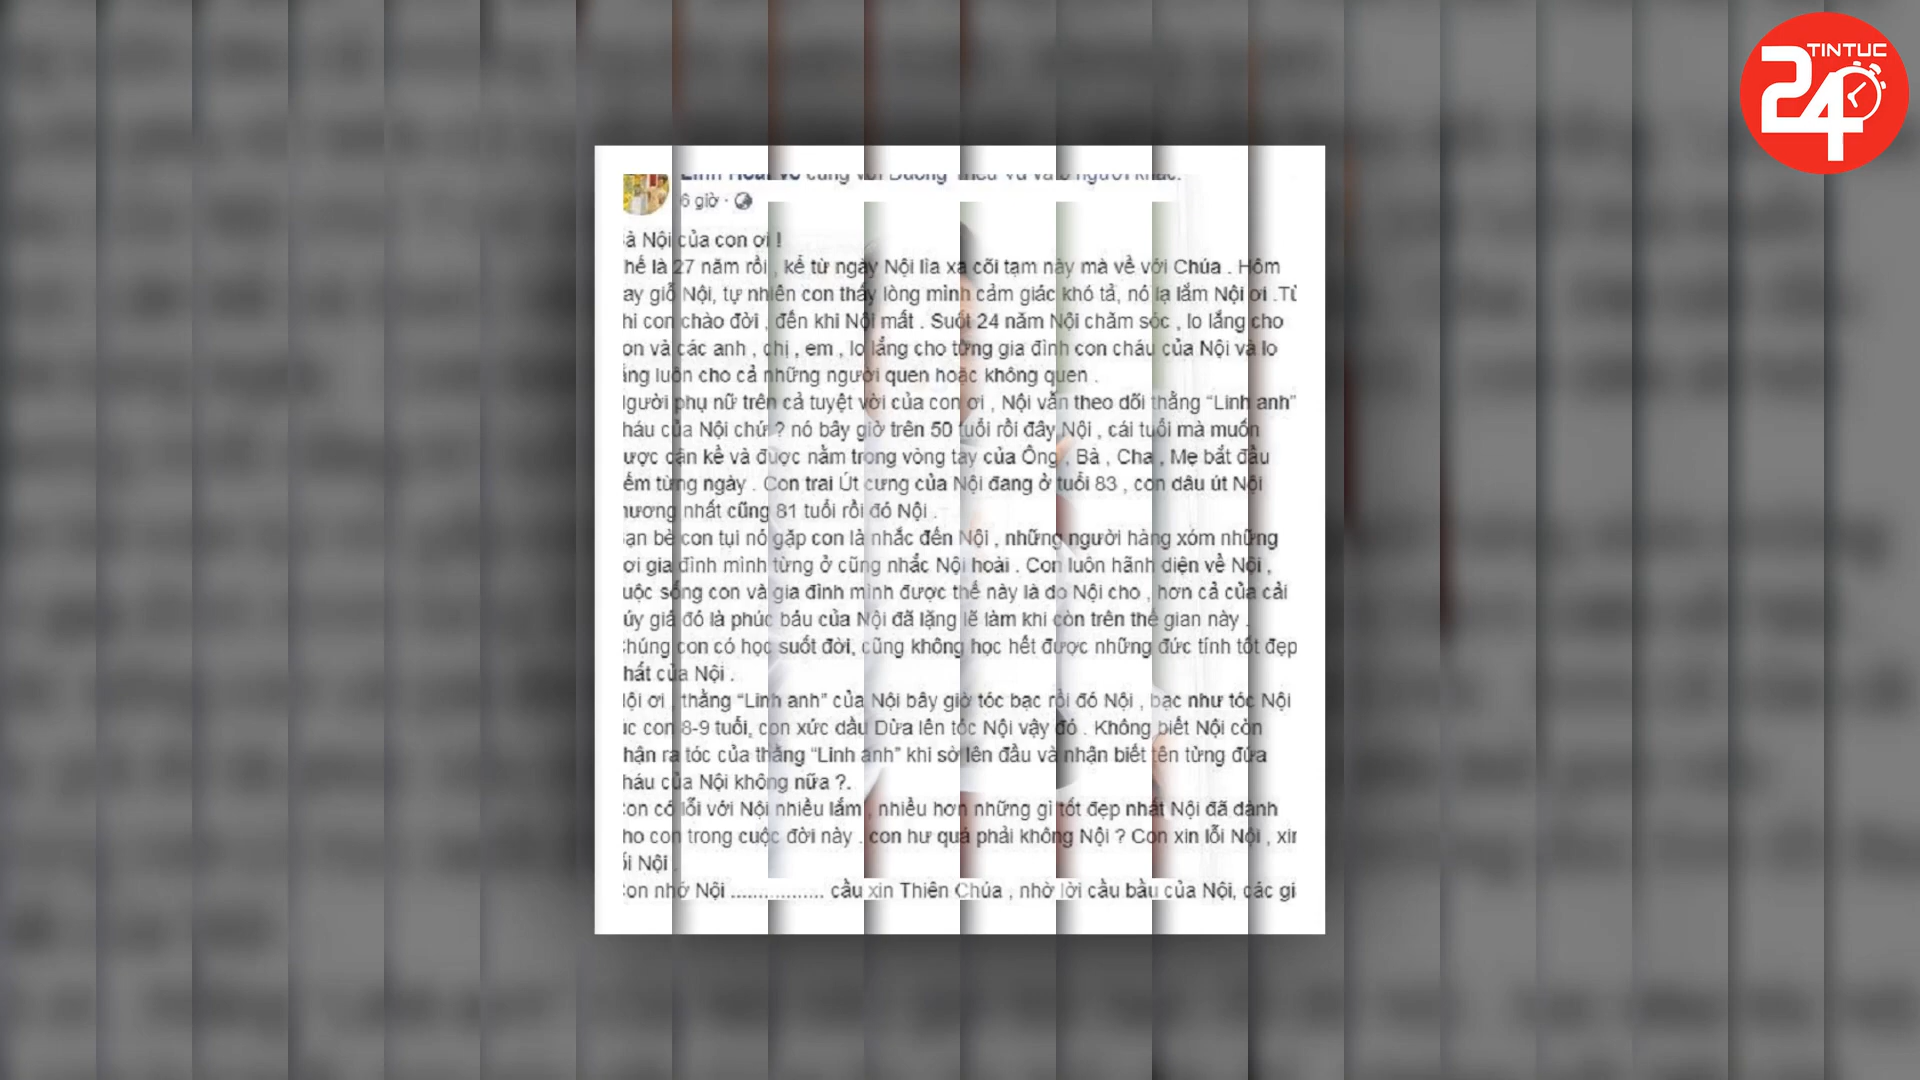 TINTUC
24
Linh Hoài Võ cùng với Dương Triệu Vũ và 6 người khác.
6 giờ ·
à Nội của con ơi !
hế là 27 năm rồi , kể từ ngày Nội lìa xa cõi tạm này mà về với Chúa . Hôm
ay giỗ Nội, tự nhiên con thấy lòng mình cảm giác khó tả, nó lạ lắm Nội ơi .Từ
hi con chào đời , đến khi Nội mất . Suốt 24 năm Nội chăm sóc , lo lắng cho
on và các anh , chị , em , lo lắng cho từng gia đình con cháu của Nội và lo
ắng luôn cho cả những người quen hoặc không quen .
gười phụ nữ trên cả tuyệt vời của con ơi , Nội vẫn theo dõi thằng “Linh anh”
háu của Nội chứ ? nó bây giờ trên 50 tuổi rồi đây Nội , cái tuổi mà muốn
ược cận kề và được nằm trong vòng tay của Ông , Bà , Cha , Mẹ bắt đầu
ếm từng ngày . Con trai Út cưng của Nội đang ở tuổi 83 , con dâu út Nội
hương nhất cũng 81 tuổi rồi đó Nội .
ạn bè con tụi nó gặp con là nhắc đến Nội , những người hàng xóm những
ơi gia đình mình từng ở cũng nhắc Nội hoài . Con luôn hãnh diện về Nội ,
uộc sống con và gia đình mình được thế này là do Nội cho , hơn cả của cải
úy giá đó là phúc báu của Nội đã lặng lẽ làm khi còn trên thế gian này .
húng con có học suốt đời, cũng không học hết được những đức tính tốt đẹp
hất của Nội .
ội ơi , thằng “Linh anh” của Nội bây giờ tóc bạc rồi đó Nội , bạc như tóc Nội
úc con 8-9 tuổi, con xức dầu Dừa lên tóc Nội vậy đó . Không biết Nội còn
hận ra tóc của thằng “Linh anh” khi sờ lên đầu và nhận biết tên từng đứa
háu của Nội không nữa ?.
on có lỗi với Nội nhiều lắm , nhiều hơn những gì tốt đẹp nhất Nội đã dành
ho con trong cuộc đời này . con hư quá phải không Nội ? Con xin lỗi Nội , xin
ỗi Nội .
on nhớ Nội ................. cầu xin Thiên Chúa , nhờ lời cầu bầu của Nội, các gi